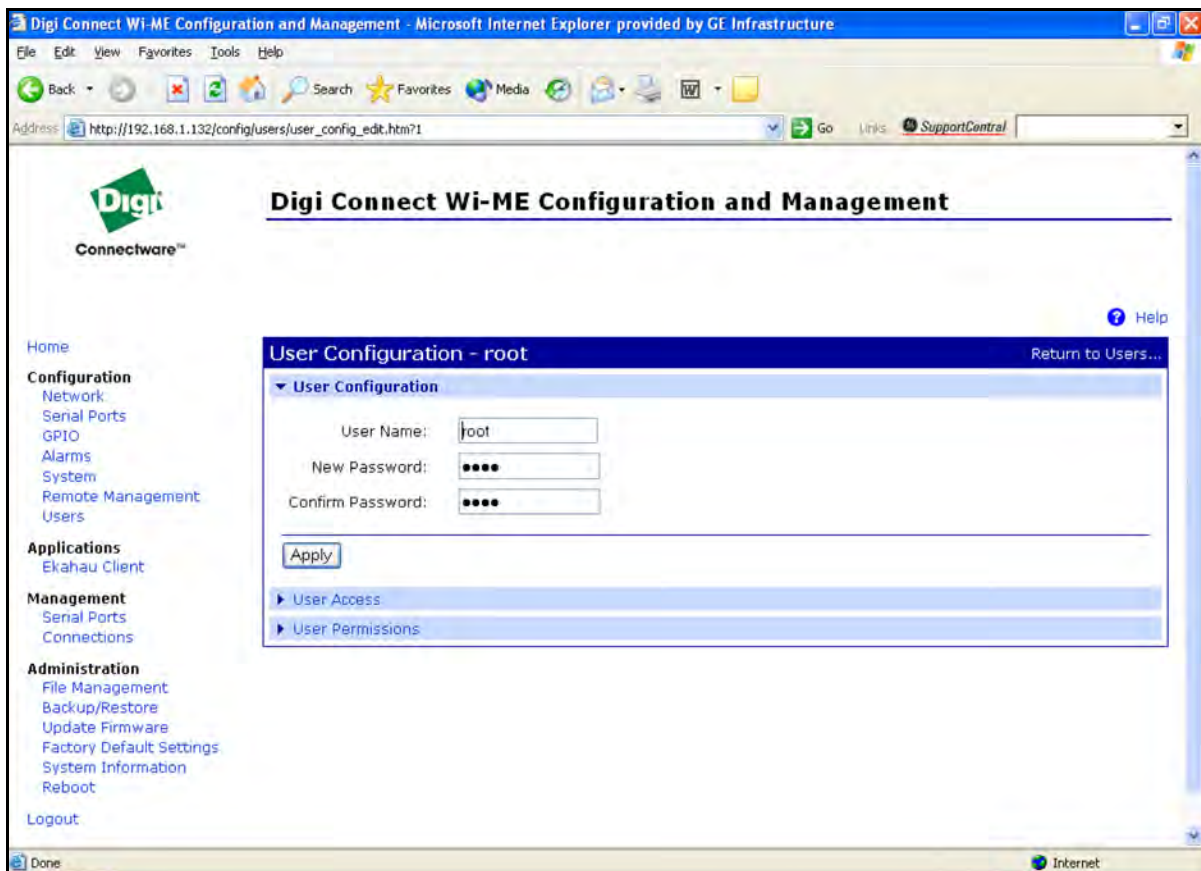 Digi Connect Wi-ME Configuration and Management - Microsoft Internet Explorer provided by GE Infrastructure
File Edit View Favorites Tools Help
Back Search Favorites Media
Address http://192.168.1.132/config/users/user_config_edit.htm?1 Go Links SupportCentral
Digi
Connectware™
Digi Connect Wi-ME Configuration and Management
Help
Home
Configuration
Network
Serial Ports
GPIO
Alarms
System
Remote Management
Users
Applications
Ekahau Client
Management
Serial Ports
Connections
Administration
File Management
Backup/Restore
Update Firmware
Factory Default Settings
System Information
Reboot
Logout
User Configuration - root Return to Users...
User Configuration
User Name: root
New Password: ••••
Confirm Password: ••••
Apply
User Access
User Permissions
Done Internet